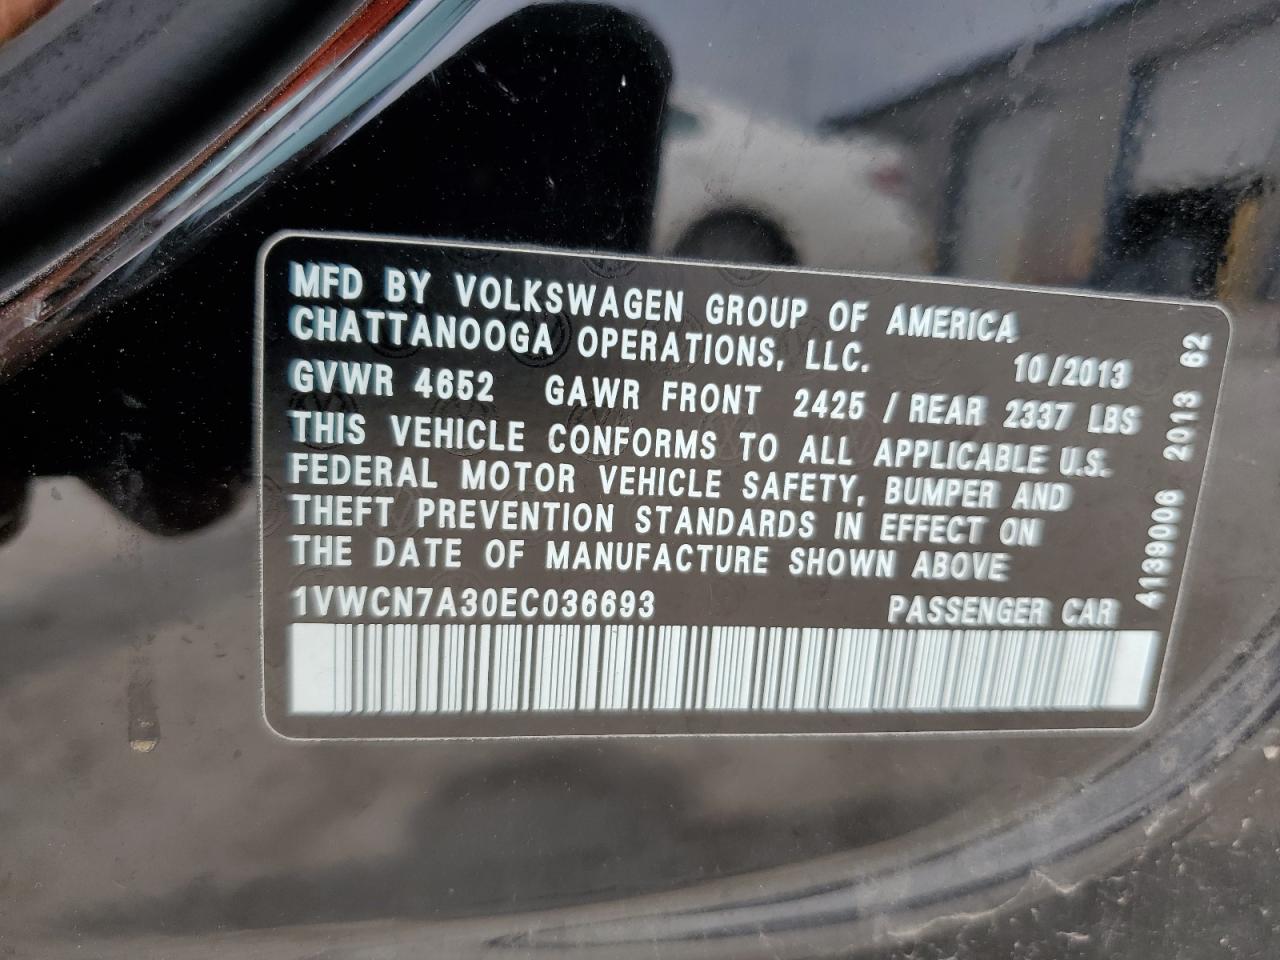 MFD BY VOLKSWAGEN GROUP OF AMERICA
CHATTANOOGA OPERATIONS, LLC. 10/2013
GVWR 4652 GAWR FRONT 2425 / REAR 2337 LBS
THIS VEHICLE CONFORMS TO ALL APPLICABLE U.S.
FEDERAL MOTOR VEHICLE SAFETY, BUMPER AND
THEFT PREVENTION STANDARDS IN EFFECT ON
THE DATE OF MANUFACTURE SHOWN ABOVE
1VWCN7A30EC036693 PASSENGER CAR
4139006 2013 62